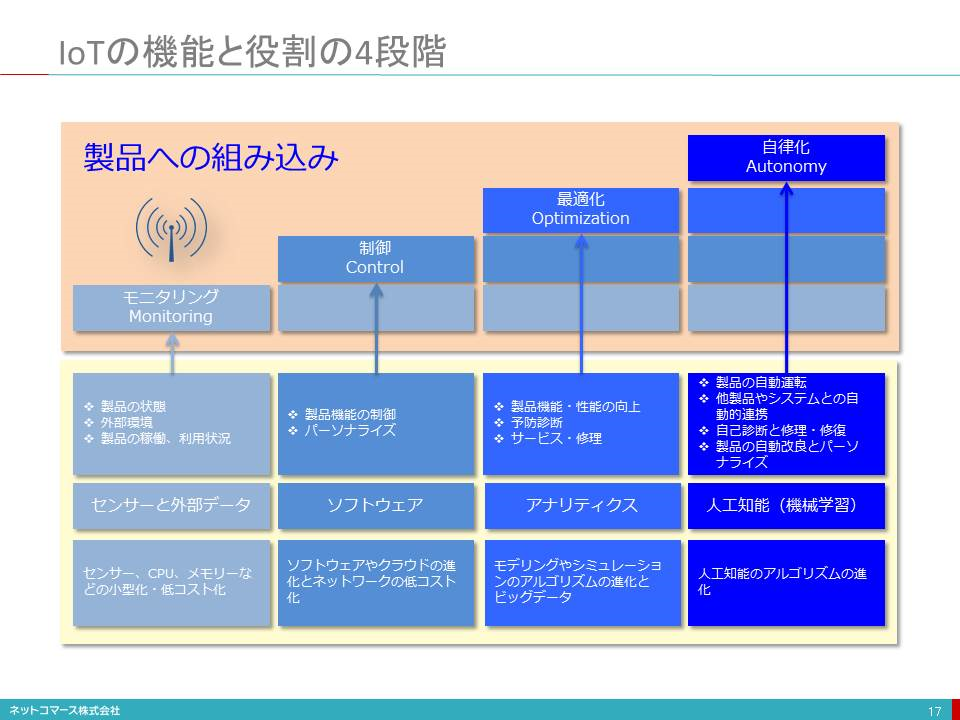 IoTの機能と役割の4段階
製品への組み込み
自律化
Autonomy
最適化
Optimization
制御
Control
モニタリング
Monitoring
❖ 製品の状態
❖ 外部環境
❖ 製品の稼働、利用状況
❖ 製品機能の制御
❖ パーソナライズ
❖ 製品機能・性能の向上
❖ 予防診断
❖ サービス・修理
❖ 製品の自動運転
❖ 他製品やシステムとの自
動的連携
❖ 自己診断と修理・修復
❖ 製品の自動改良とパーソ
ナライズ
センサーと外部データ
ソフトウェア
アナリティクス
人工知能（機械学習）
センサー、CPU、メモリーな
どの小型化・低コスト化
ソフトウェアやクラウドの進
化とネットワークの低コスト
化
モデリングやシミュレーショ
ンのアルゴリズムの進化と
ビッグデータ
人工知能のアルゴリズムの進
化
ネットコマース株式会社
17